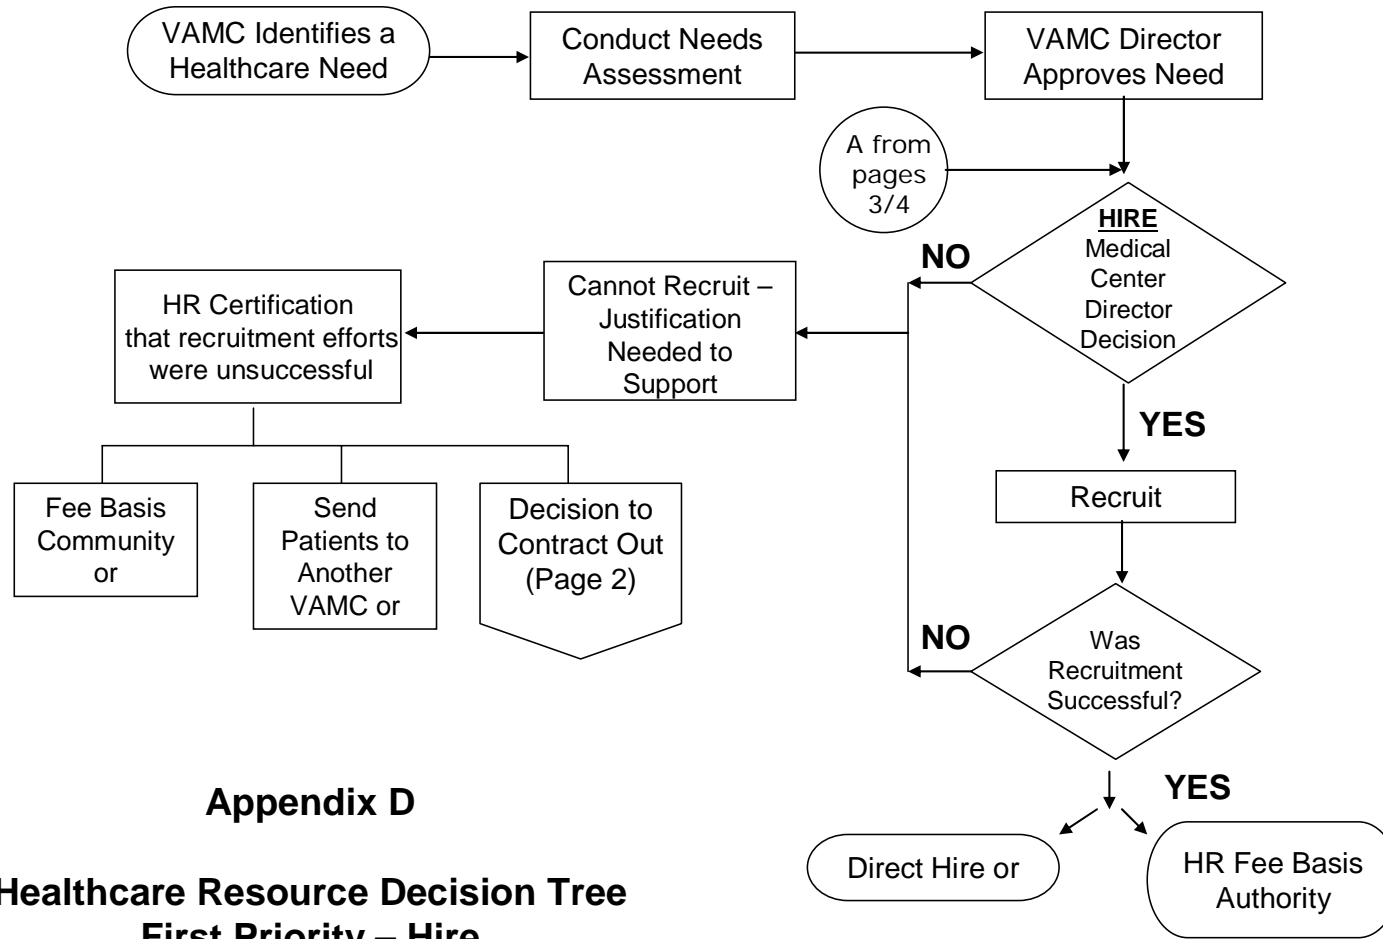 VAMC Identifies a
Healthcare Need
Conduct Needs
Assessment
VAMC Director
Approves Need
A from
pages
3/4
HIRE
Medical
Center
Director
Decision
NO
Cannot Recruit –
Justification
Needed to
Support
HR Certification
that recruitment efforts
were unsuccessful
YES
Fee Basis
Community
or
Send
Patients to
Another
VAMC or
Decision to
Contract Out
(Page 2)
Recruit
NO
Was
Recruitment
Successful?
YES
Direct Hire or
HR Fee Basis
Authority
Appendix D
Healthcare Resource Decision Tree
First Priority – Hire